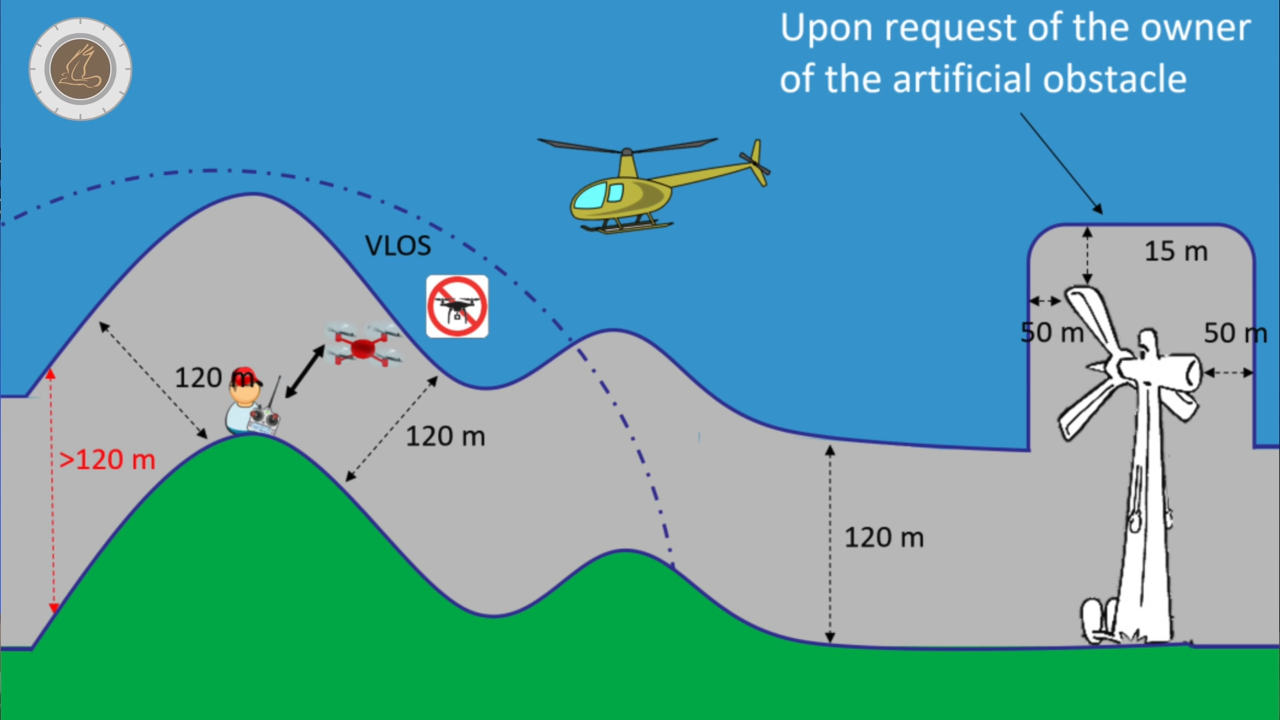 Upon request of the owner
of the artificial obstacle
VLOS
15 m
50 m
50 m
120 m
120 m
>120 m
120 m